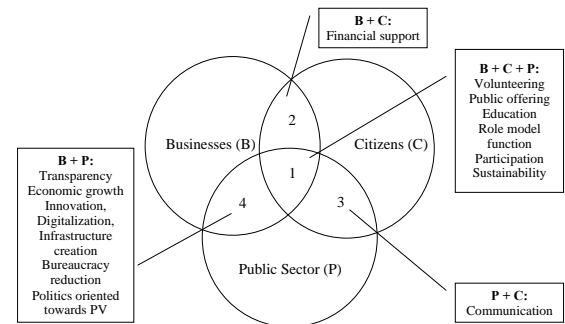 B + C:
Financial support
B + C + P:
Volunteering
Public offering
Education
Role model
function
Participation
Sustainability
Businesses (B)
2
Citizens (C)
1
4
3
Public Sector (P)
B + P:
Transparency
Economic growth
Innovation,
Digitalization,
Infrastructure
creation
Bureaucracy
reduction
Politics oriented
towards PV
P + C:
Communication